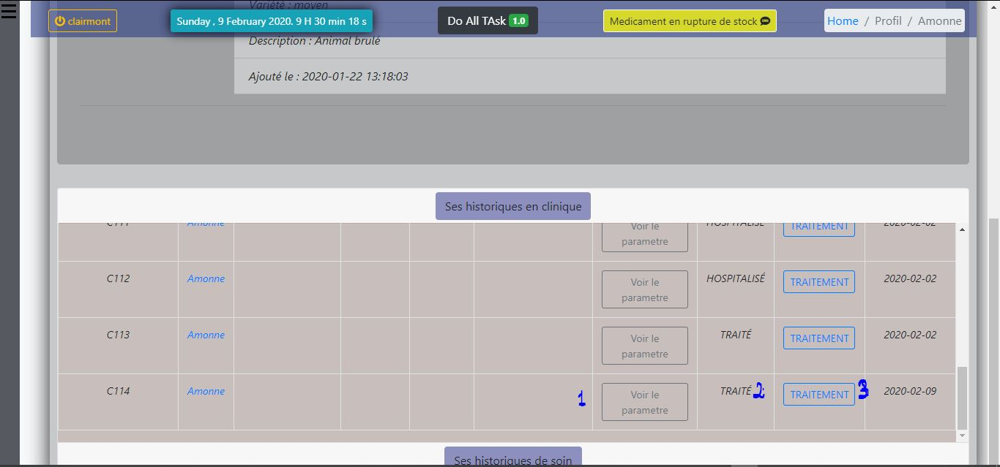 Variété : moyen
clairmont
Sunday , 9 February 2020. 9 H 30 min 18 s
Do All TAsk 1.0
Medicament en rupture de stock
Home / Profil / Amonne
Description : Animal brulé
Ajouté le : 2020-01-22 13:18:03
Ses historiques en clinique
C111 Amonne Voir le parametre HOSPITALISÉ TRAITEMENT 2020-02-02
C112 Amonne Voir le parametre HOSPITALISÉ TRAITEMENT 2020-02-02
C113 Amonne Voir le parametre TRAITÉ TRAITEMENT 2020-02-02
C114 Amonne 1 Voir le parametre TRAITÉ 2 TRAITEMENT 3 2020-02-09
Ses historiques de soin